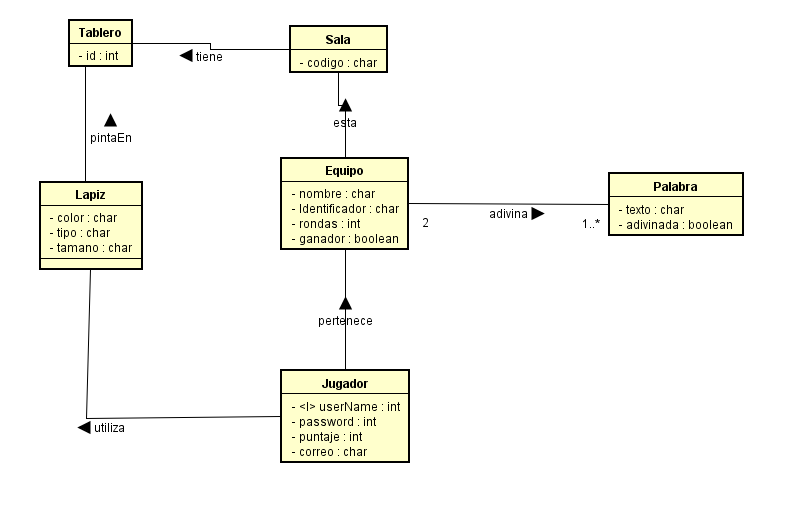 Tablero
- id : int
Sala
- codigo : char
tiene
pintaEn
esta
Lapiz
- color : char
- tipo : char
- tamano : char
Equipo
- nombre : char
- Identificador : char
- rondas : int
- ganador : boolean
adivina
2
1..*
Palabra
- texto : char
- adivinada : boolean
pertenece
Jugador
- <I> userName : int
- password : int
- puntaje : int
- correo : char
utiliza